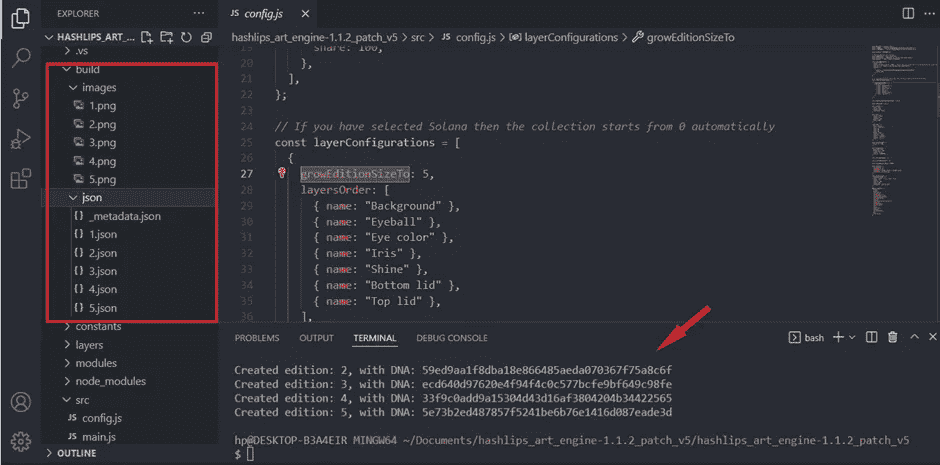 EXPLORER
HASHLIPS_ART_...
.vs
build
images
1.png
2.png
3.png
4.png
5.png
json
{} _metadata.json
{} 1.json
{} 2.json
{} 3.json
{} 4.json
{} 5.json
constants
layers
modules
node_modules
src
JS config.js
JS main.js
OUTLINE
JS config.js ×
hashlips_art_engine-1.1.2_patch_v5 > src > JS config.js > layerConfigurations > growEditionSizeTo
19 share: 100,
20 },
21 ],
22 };
23
24 // If you have selected Solana then the collection starts from 0 automatically
25 const layerConfigurations = [
26 {
27 growEditionSizeTo: 5,
28 layersOrder: [
29 { name: "Background" },
30 { name: "Eyeball" },
31 { name: "Eye color" },
32 { name: "Iris" },
33 { name: "Shine" },
34 { name: "Bottom lid" },
35 { name: "Top lid" },
36 ],
PROBLEMS OUTPUT TERMINAL DEBUG CONSOLE bash
Created edition: 2, with DNA: 59ed9aa1f8dba18e866485aeda070367f75a8c6f
Created edition: 3, with DNA: ecd640d97620e4f94f4c0c577bcfe9bf649c98fe
Created edition: 4, with DNA: 33f9c0add9a15304d43d16af3804204b34422565
Created edition: 5, with DNA: 5e73b2ed487857f5241be6b76e1416d087eade3d
hp@DESKTOP-B3A4EIR MINGW64 ~/Documents/hashlips_art_engine-1.1.2_patch_v5/hashlips_art_engine-1.1.2_patch_v5
$